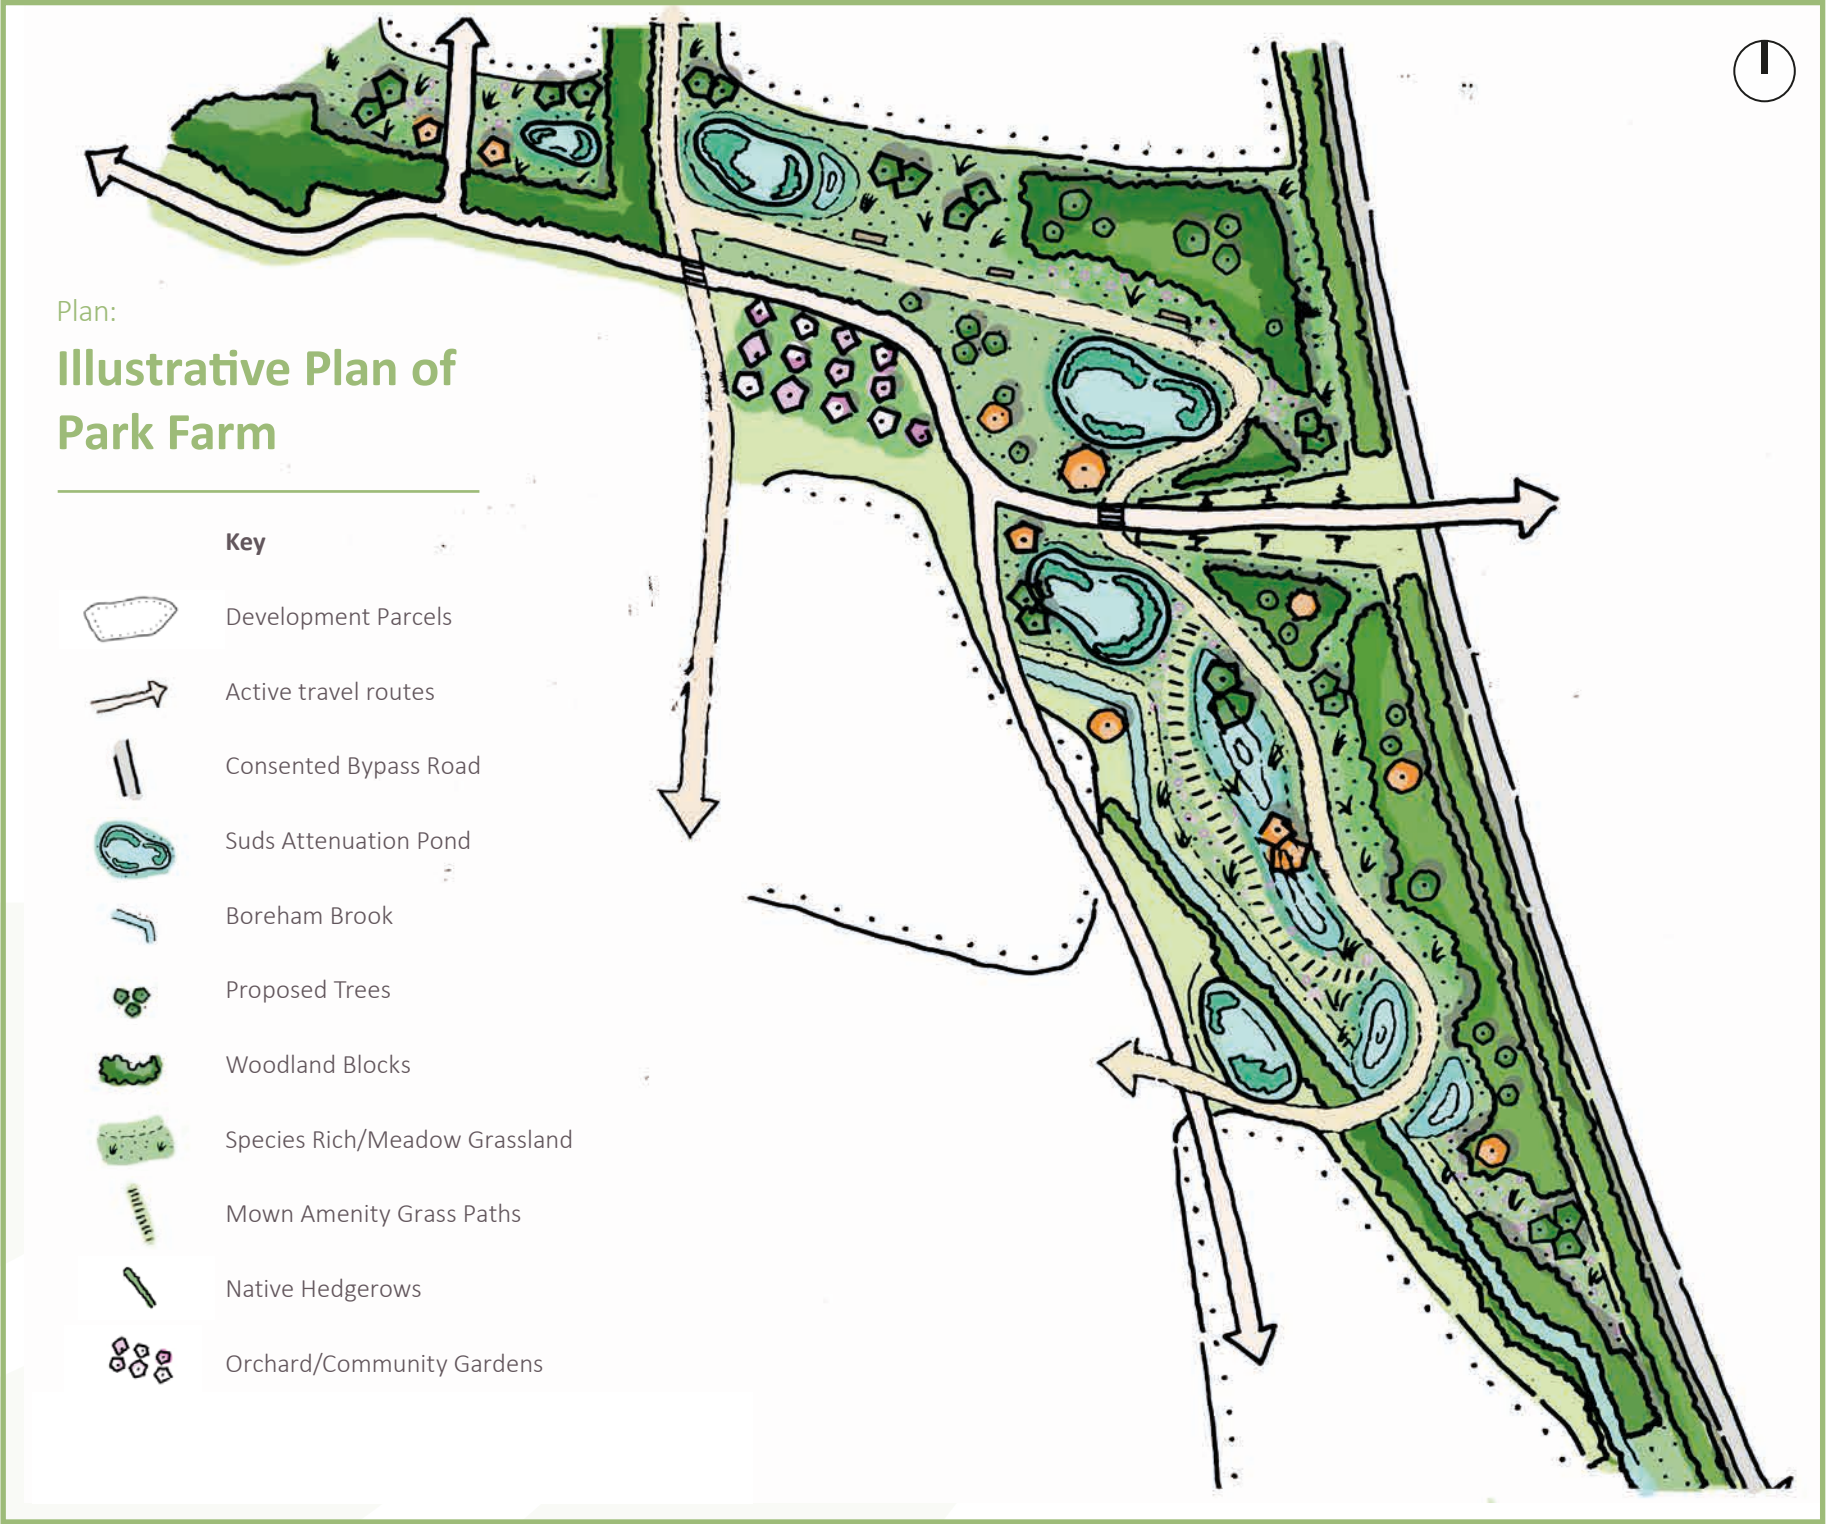 Plan:
Illustrative Plan of
Park Farm
Key
Development Parcels
Active travel routes
Consented Bypass Road
Suds Attenuation Pond
Boreham Brook
Proposed Trees
Woodland Blocks
Species Rich/Meadow Grassland
Mown Amenity Grass Paths
Native Hedgerows
Orchard/Community Gardens